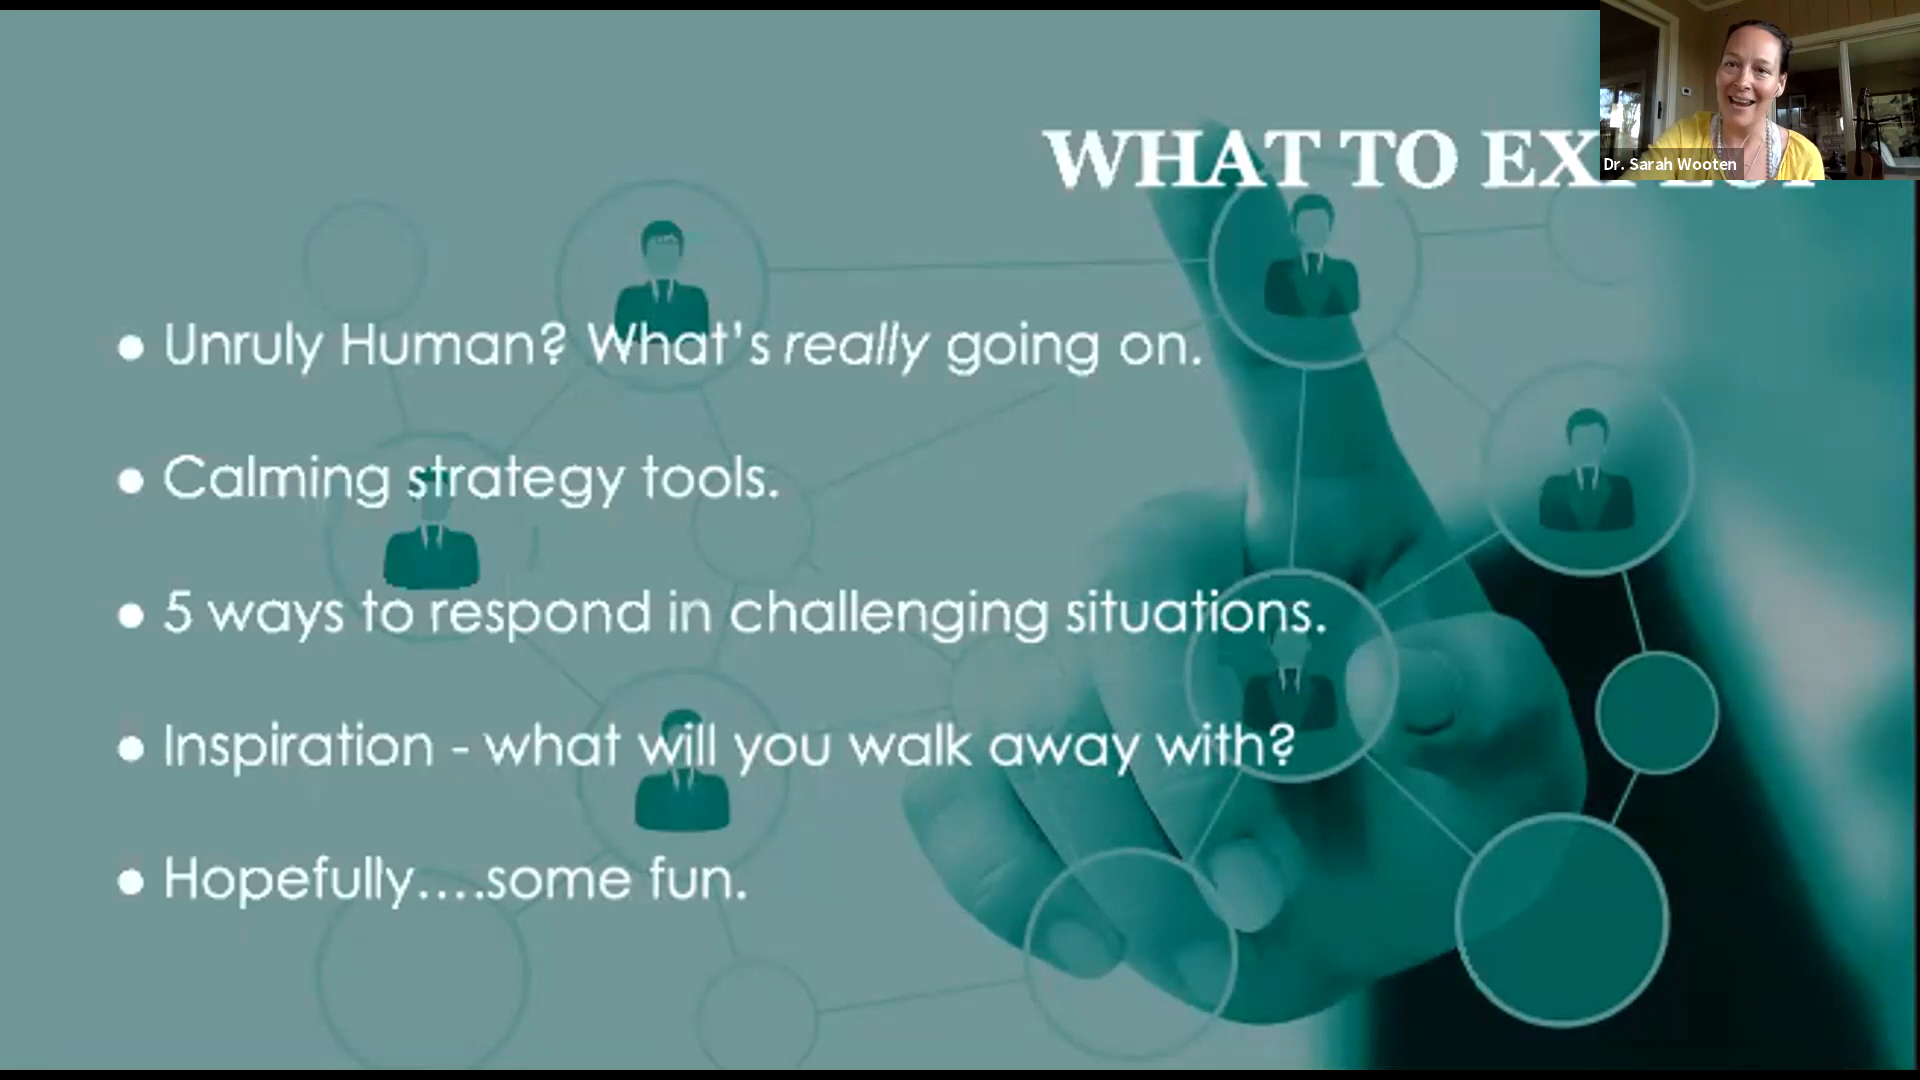 WHAT TO EX
Dr. Sarah Wooten
● Unruly Human? What's really going on.
● Calming strategy tools.
● 5 ways to respond in challenging situations.
● Inspiration - what will you walk away with?
● Hopefully....some fun.